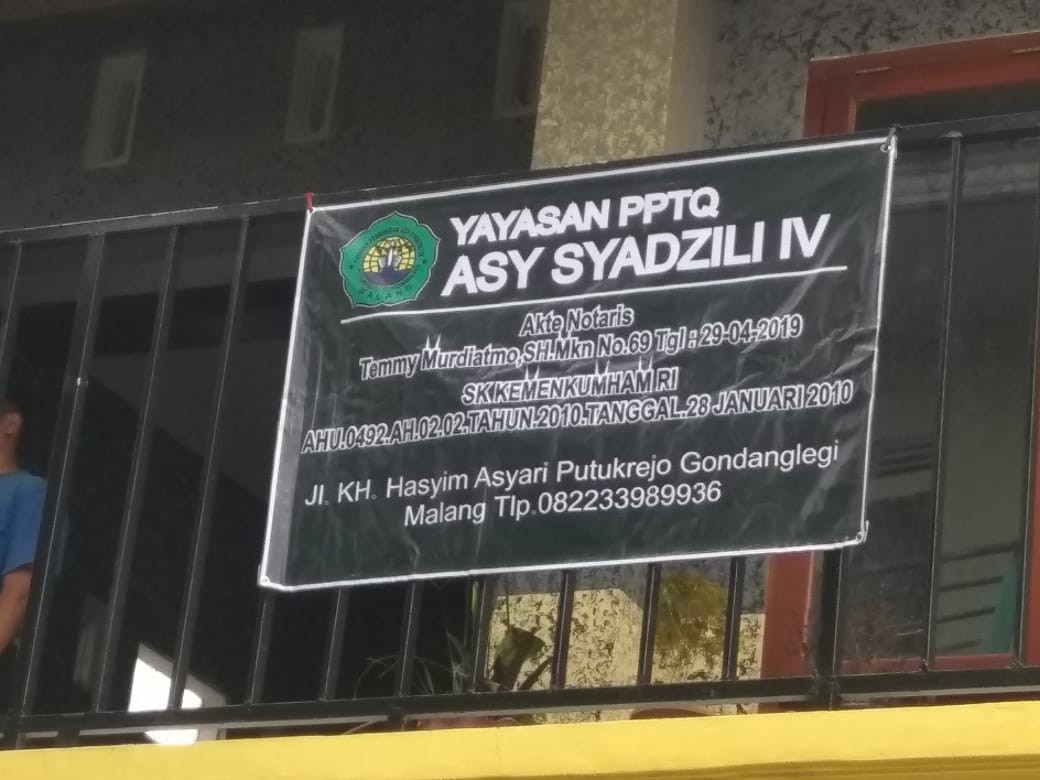 YAYASAN PPTQ
ASY SYADZILI IV
MALANG
Akte Notaris
Temmy Murdiatmo,SH.Mkn No.69 Tgl : 29-04-2019
SK KEMENKUMHAM RI
AHU.0492.AH.02.02.TAHUN.2010.TANGGAL.28 JANUARI 2010
Jl. KH. Hasyim Asyari Putukrejo Gondanglegi
Malang Tlp.082233989936